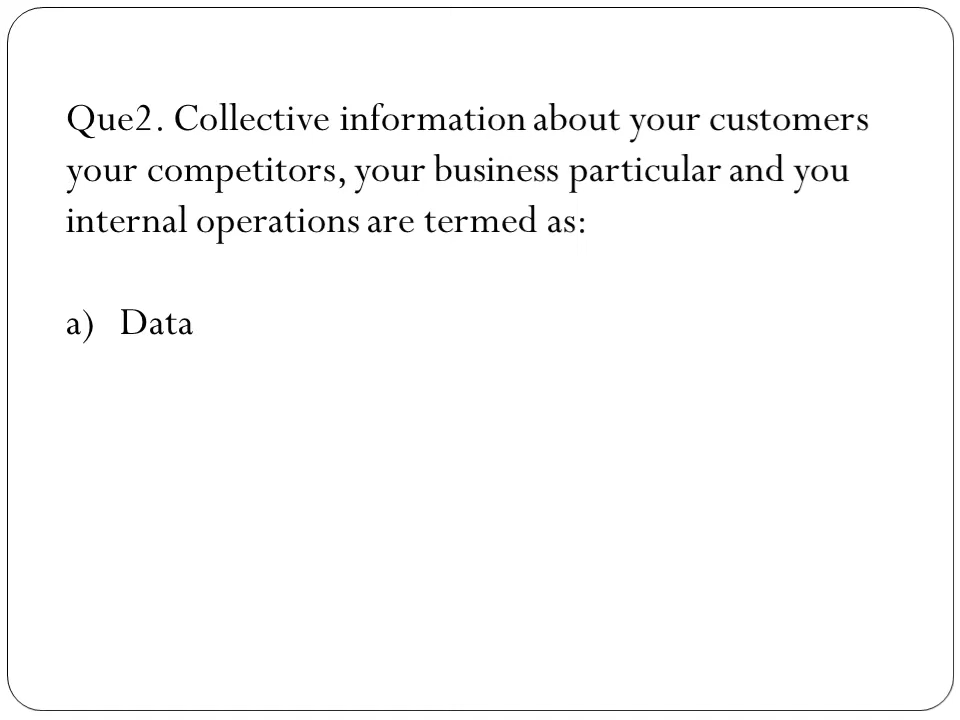 Que2. Collective information about your customers
your competitors, your business particular and you
internal operations are termed as:
a) Data